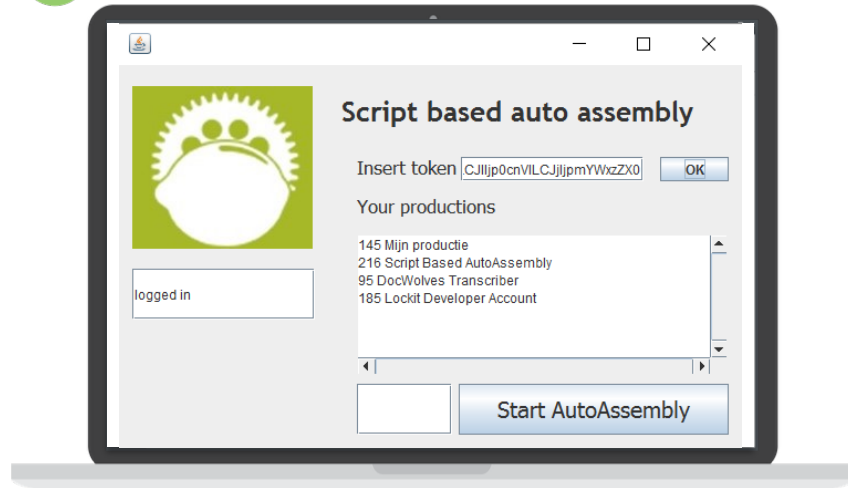 Script based auto assembly
Insert token .CJIljp0cnVlLCJjIjpmYWxzZX0 OK
Your productions
145 Mijn productie
216 Script Based AutoAssembly
95 DocWolves Transcriber
185 Lockit Developer Account
logged in
Start AutoAssembly